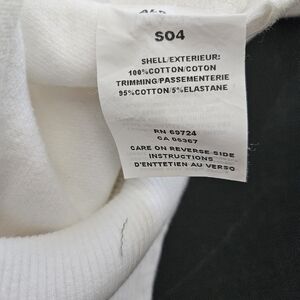 S04
SHELL/EXTERIEUR:
100%COTTON/COTON
TRIMMING/PASSEMENTERIE
95%COTTON/5%ELASTANE
RN 69724
CA 05367
CARE ON REVERSE SIDE
INSTRUCTIONS
D'ENTTETIEN AU VERSO